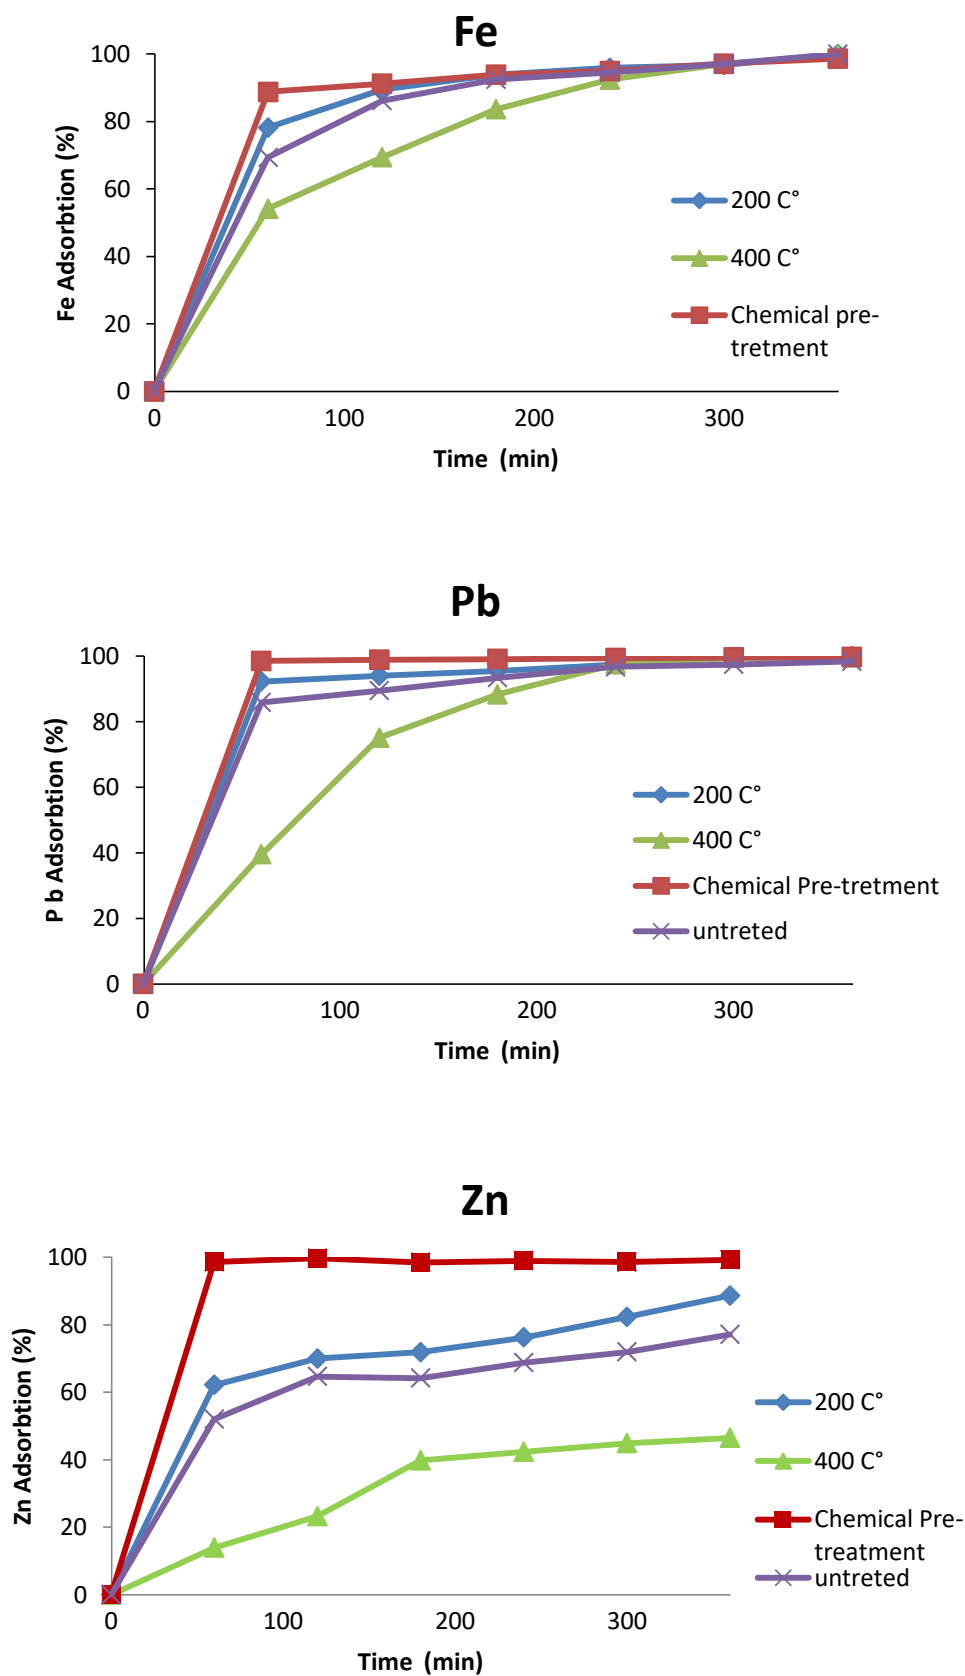 Fe
100
80
60
40
20
0
Fe Adsorbtion (%)
0 100 200 300
Time (min)
200 C°
400 C°
Chemical pre-
tretment
Pb
100
80
60
40
20
0
P b Adsorbtion (%)
0 100 200 300
Time (min)
200 C°
400 C°
Chemical Pre-tretment
untreted
Zn
100
80
60
40
20
0
Zn Adsorbtion (%)
0 100 200 300
Time (min)
200 C°
400 C°
Chemical Pre-
treatment
untreted